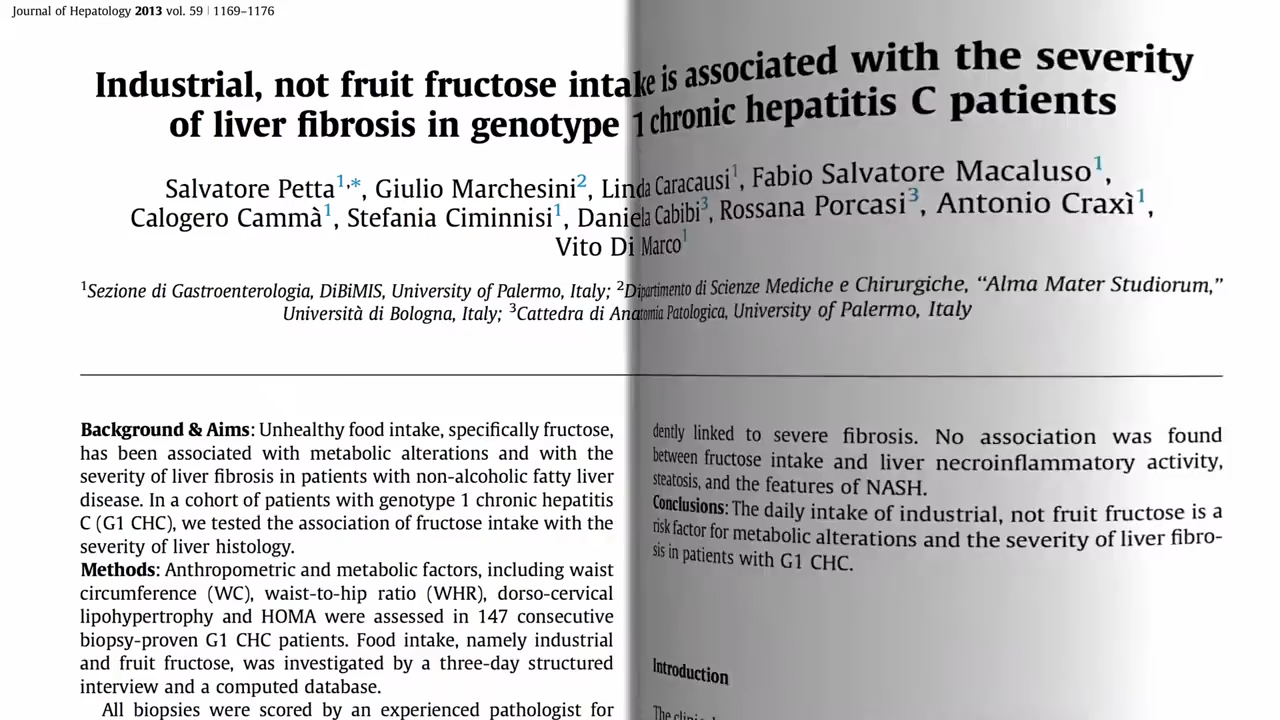 Journal of Hepatology 2013 vol. 59 | 1169–1176
Industrial, not fruit fructose intake is associated with the severity
of liver fibrosis in genotype 1 chronic hepatitis C patients
Salvatore Petta1,*, Giulio Marchesini2, Linda Caracausi1, Fabio Salvatore Macaluso1,
Calogero Cammà1, Stefania Ciminnisi1, Daniela Cabibi3, Rossana Porcasi3, Antonio Craxì1,
Vito Di Marco1
1Sezione di Gastroenterologia, DiBiMIS, University of Palermo, Italy; 2Dipartimento di Scienze Mediche e Chirurgiche, “Alma Mater Studiorum,”
Università di Bologna, Italy; 3Cattedra di Anatomia Patologica, University of Palermo, Italy
Background & Aims: Unhealthy food intake, specifically fructose,
has been associated with metabolic alterations and with the
severity of liver fibrosis in patients with non-alcoholic fatty liver
disease. In a cohort of patients with genotype 1 chronic hepatitis
C (G1 CHC), we tested the association of fructose intake with the
severity of liver histology.
Methods: Anthropometric and metabolic factors, including waist
circumference (WC), waist-to-hip ratio (WHR), dorso-cervical
lipohypertrophy and HOMA were assessed in 147 consecutive
biopsy-proven G1 CHC patients. Food intake, namely industrial
and fruit fructose, was investigated by a three-day structured
interview and a computed database.
All biopsies were scored by an experienced pathologist for
dently linked to severe fibrosis. No association was found
between fructose intake and liver necroinflammatory activity,
steatosis, and the features of NASH.
Conclusions: The daily intake of industrial, not fruit fructose is a
risk factor for metabolic alterations and the severity of liver fibro-
sis in patients with G1 CHC.
Introduction
The clinical